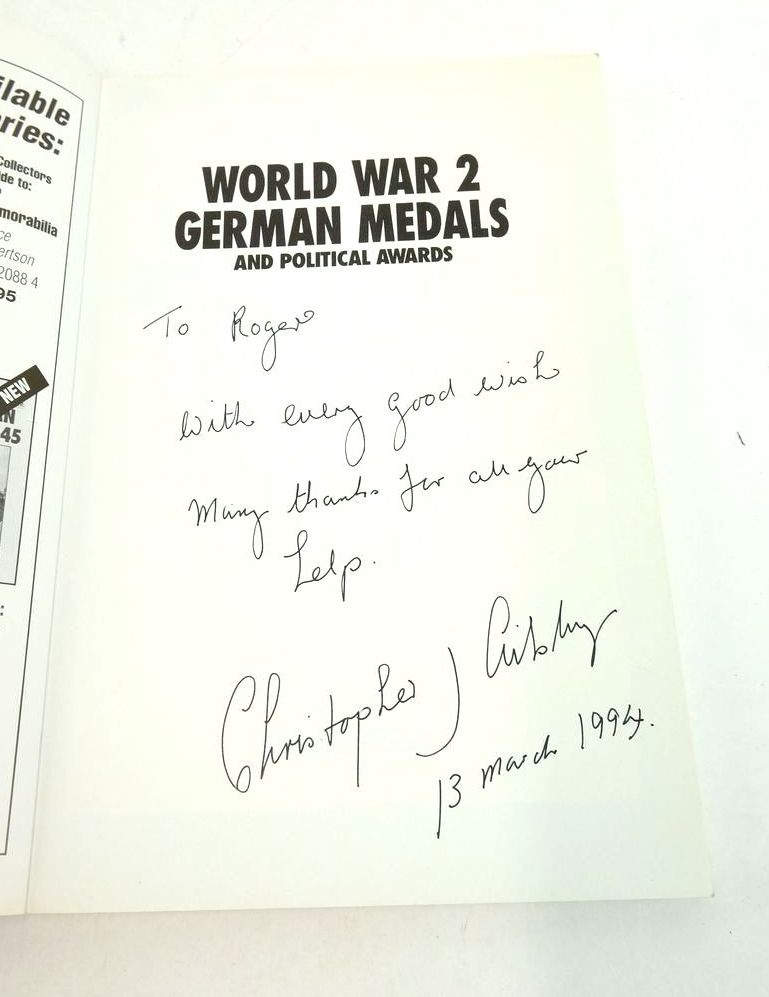 ilable
ries:
Collectors
de to:
morabilia
ce
ertson
2088 4
95
NEW
N
45
:
WORLD WAR 2
GERMAN MEDALS
AND POLITICAL AWARDS
To Roger
With every good wish
Many thanks for all your
help.
Christopher J Ailsby
13 March 1994.